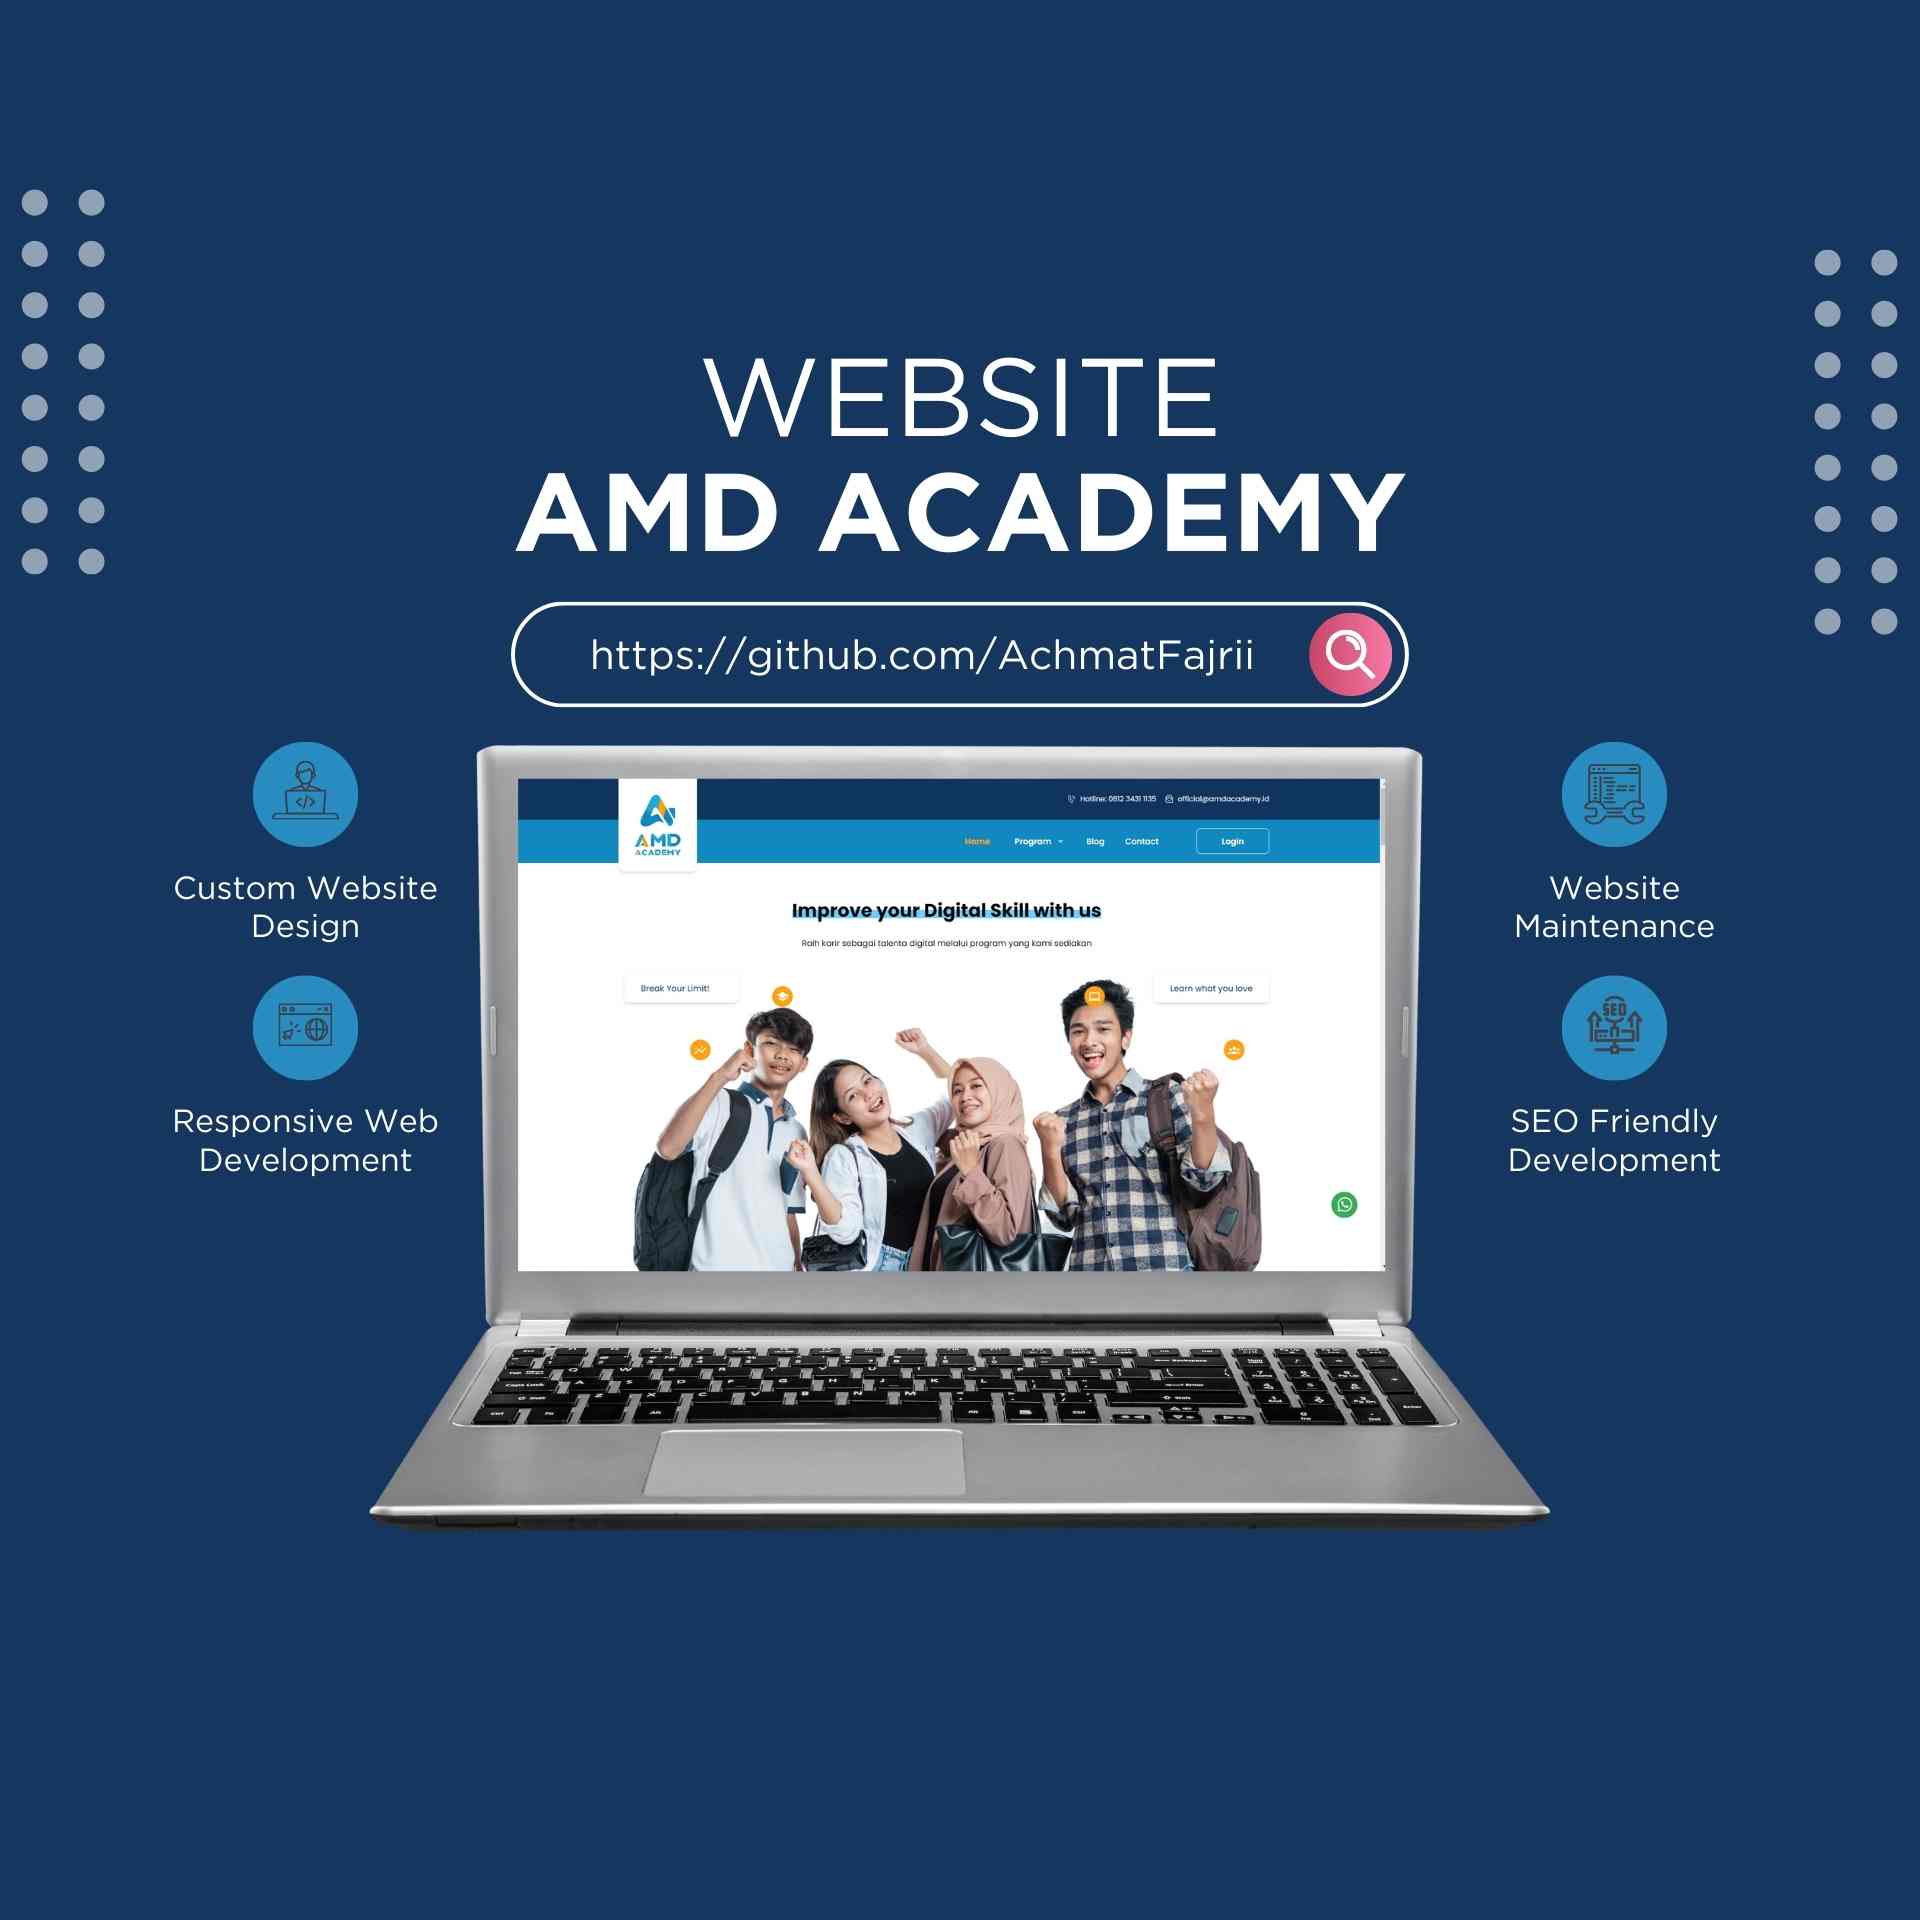 WEBSITE
AMD ACADEMY
https://github.com/AchmatFajrii
Custom Website
Design
Responsive Web
Development
Website
Maintenance
SEO
SEO Friendly
Development
AMD
ACADEMY
Hotline: 0812 3431 1135 official@amdacademy.id
Home Program Blog Contact Login
Improve your Digital Skill with us
Raih karir sebagai talenta digital melalui program yang kami sediakan
Break Your Limit!
Learn what you love